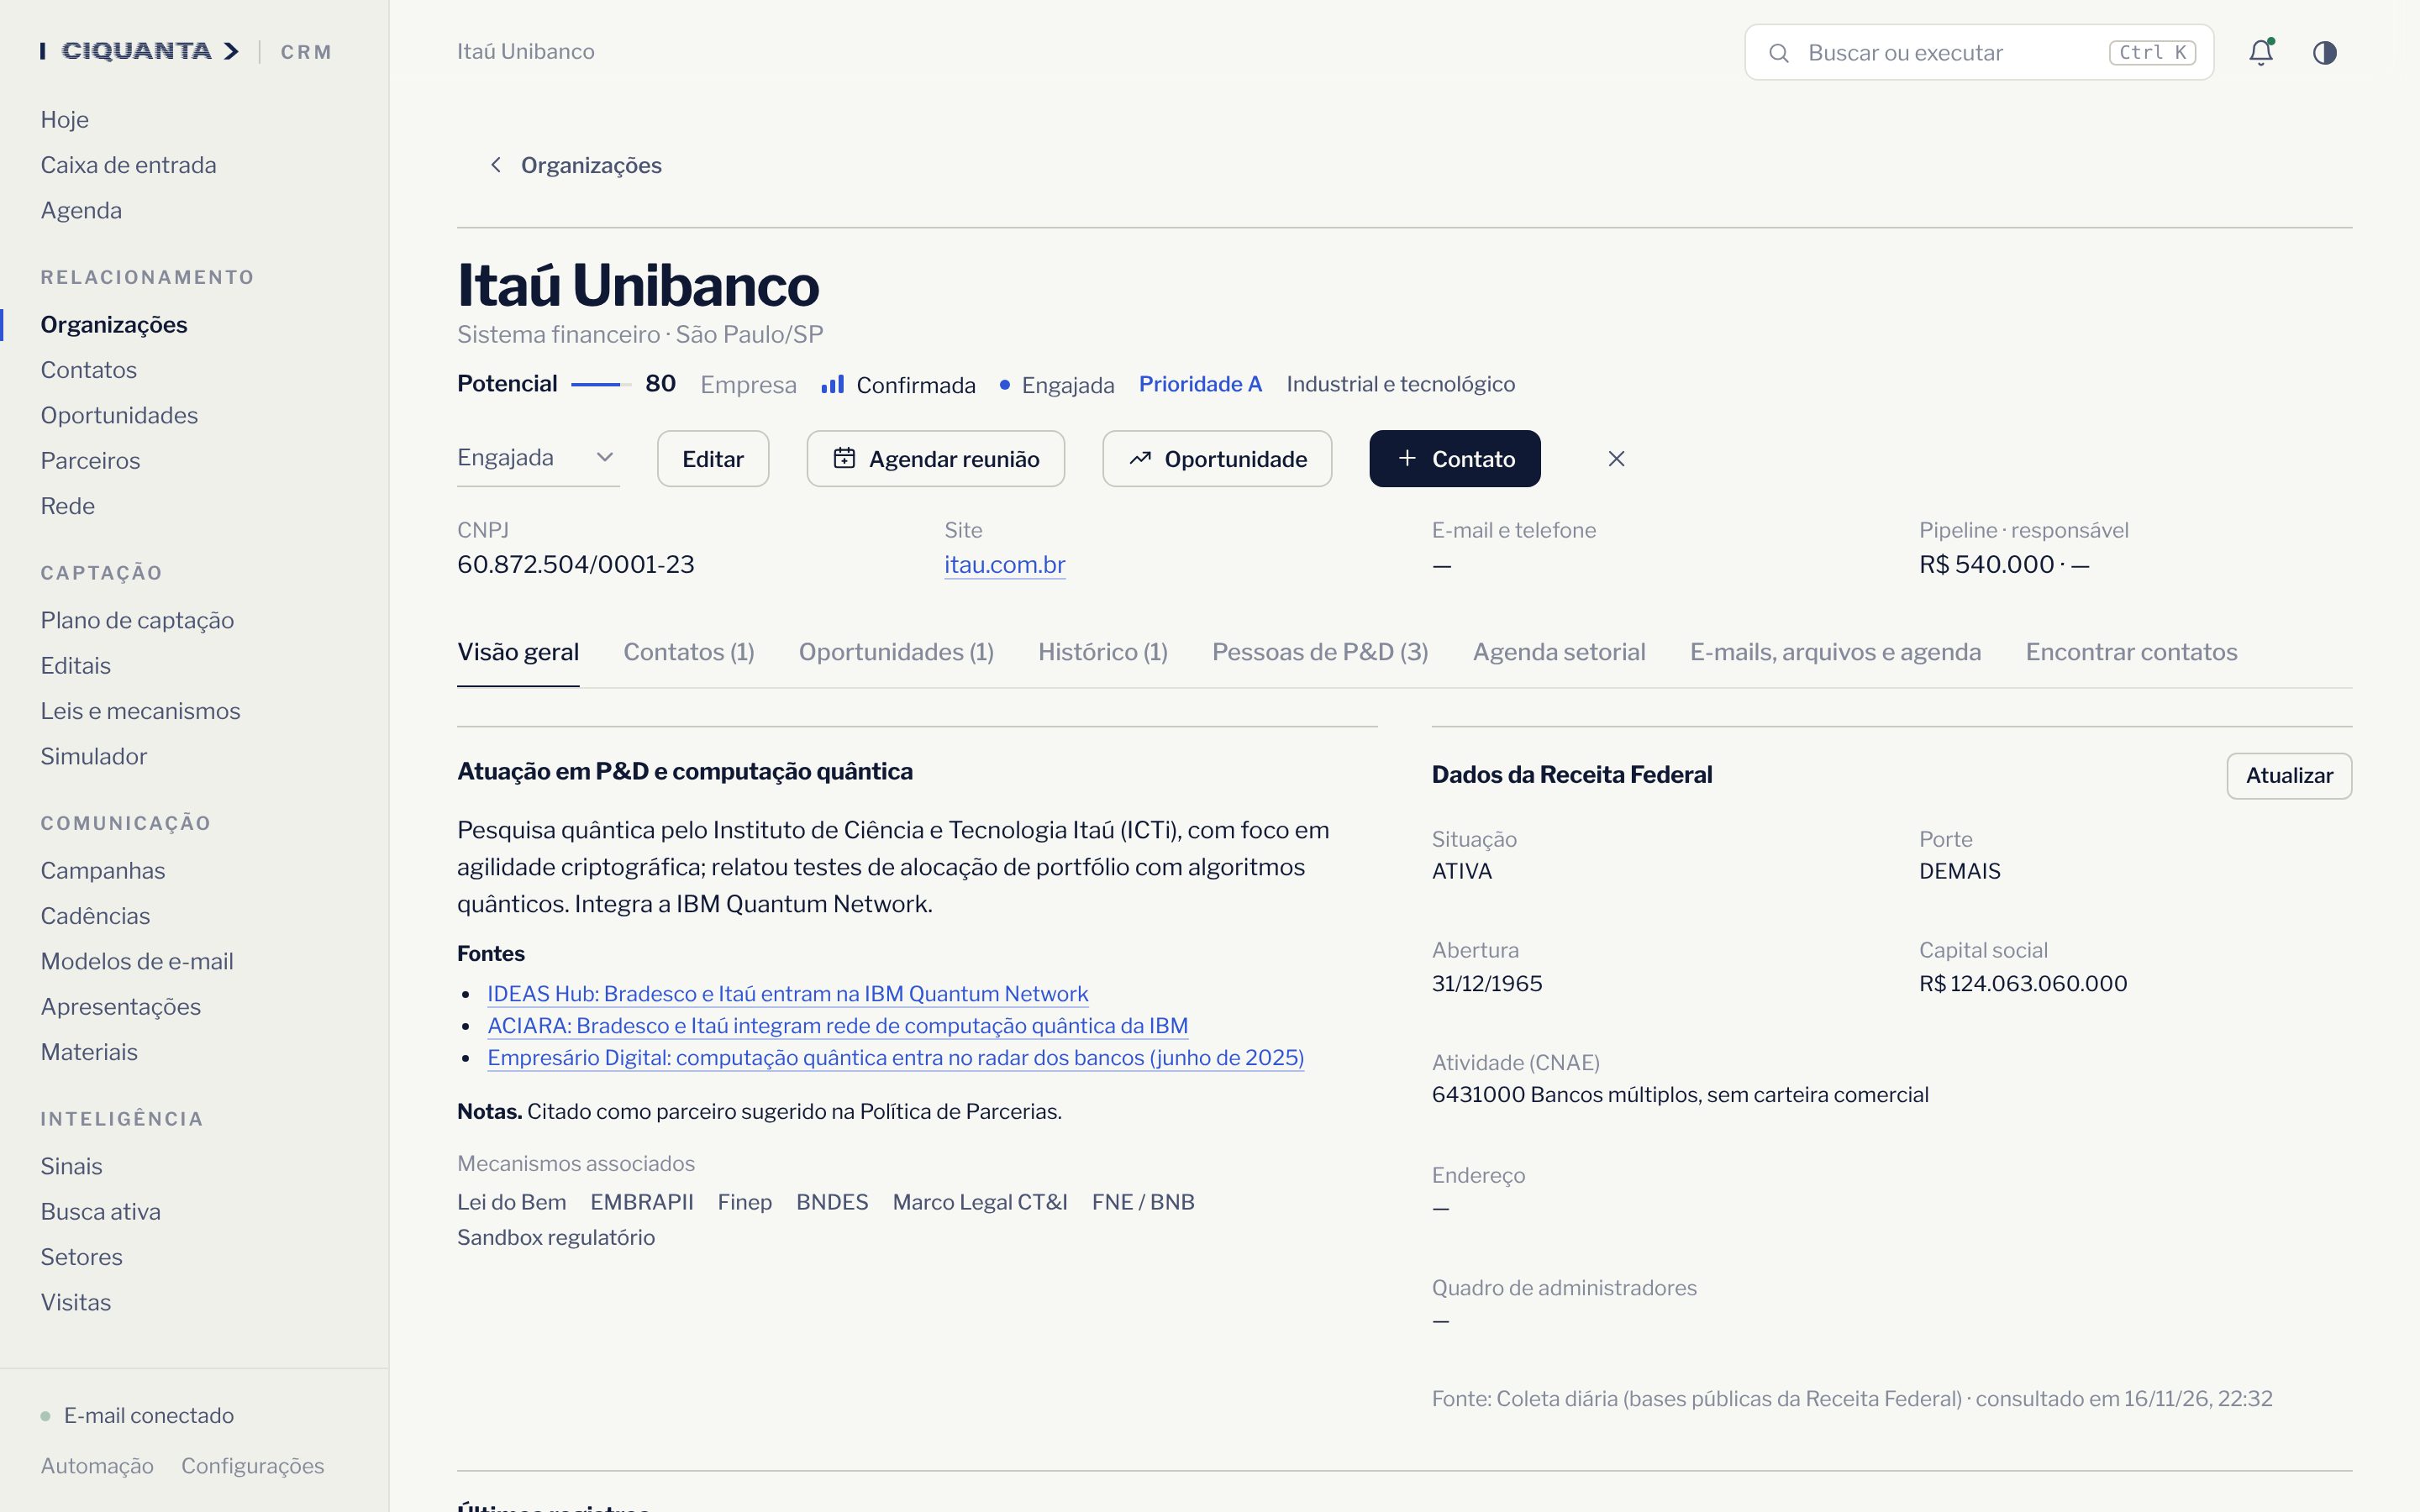 CIQUANTA | CRM
Hoje
Caixa de entrada
Agenda
RELACIONAMENTO
Organizações
Contatos
Oportunidades
Parceiros
Rede
CAPTAÇÃO
Plano de captação
Editais
Leis e mecanismos
Simulador
COMUNICAÇÃO
Campanhas
Cadências
Modelos de e-mail
Apresentações
Materiais
INTELIGÊNCIA
Sinais
Busca ativa
Setores
Visitas
E-mail conectado
Automação Configurações
Itaú Unibanco
Buscar ou executar Ctrl K
Organizações
Itaú Unibanco
Sistema financeiro · São Paulo/SP
Potencial 80 Empresa Confirmada Engajada Prioridade A Industrial e tecnológico
Engajada Editar Agendar reunião Oportunidade + Contato
CNPJ
60.872.504/0001-23
Site
itau.com.br
E-mail e telefone
—
Pipeline · responsável
R$ 540.000 · —
Visão geral Contatos (1) Oportunidades (1) Histórico (1) Pessoas de P&D (3) Agenda setorial E-mails, arquivos e agenda Encontrar contatos
Atuação em P&D e computação quântica
Pesquisa quântica pelo Instituto de Ciência e Tecnologia Itaú (ICTi), com foco em
agilidade criptográfica; relatou testes de alocação de portfólio com algoritmos
quânticos. Integra a IBM Quantum Network.
Fontes
• IDEAS Hub: Bradesco e Itaú entram na IBM Quantum Network
• ACIARA: Bradesco e Itaú integram rede de computação quântica da IBM
• Empresário Digital: computação quântica entra no radar dos bancos (junho de 2025)
Notas. Citado como parceiro sugerido na Política de Parcerias.
Mecanismos associados
Lei do Bem EMBRAPII Finep BNDES Marco Legal CT&I FNE / BNB
Sandbox regulatório
Dados da Receita Federal Atualizar
Situação
ATIVA
Porte
DEMAIS
Abertura
31/12/1965
Capital social
R$ 124.063.060.000
Atividade (CNAE)
6431000 Bancos múltiplos, sem carteira comercial
Endereço
—
Quadro de administradores
—
Fonte: Coleta diária (bases públicas da Receita Federal) · consultado em 16/11/26, 22:32
Últimos registros